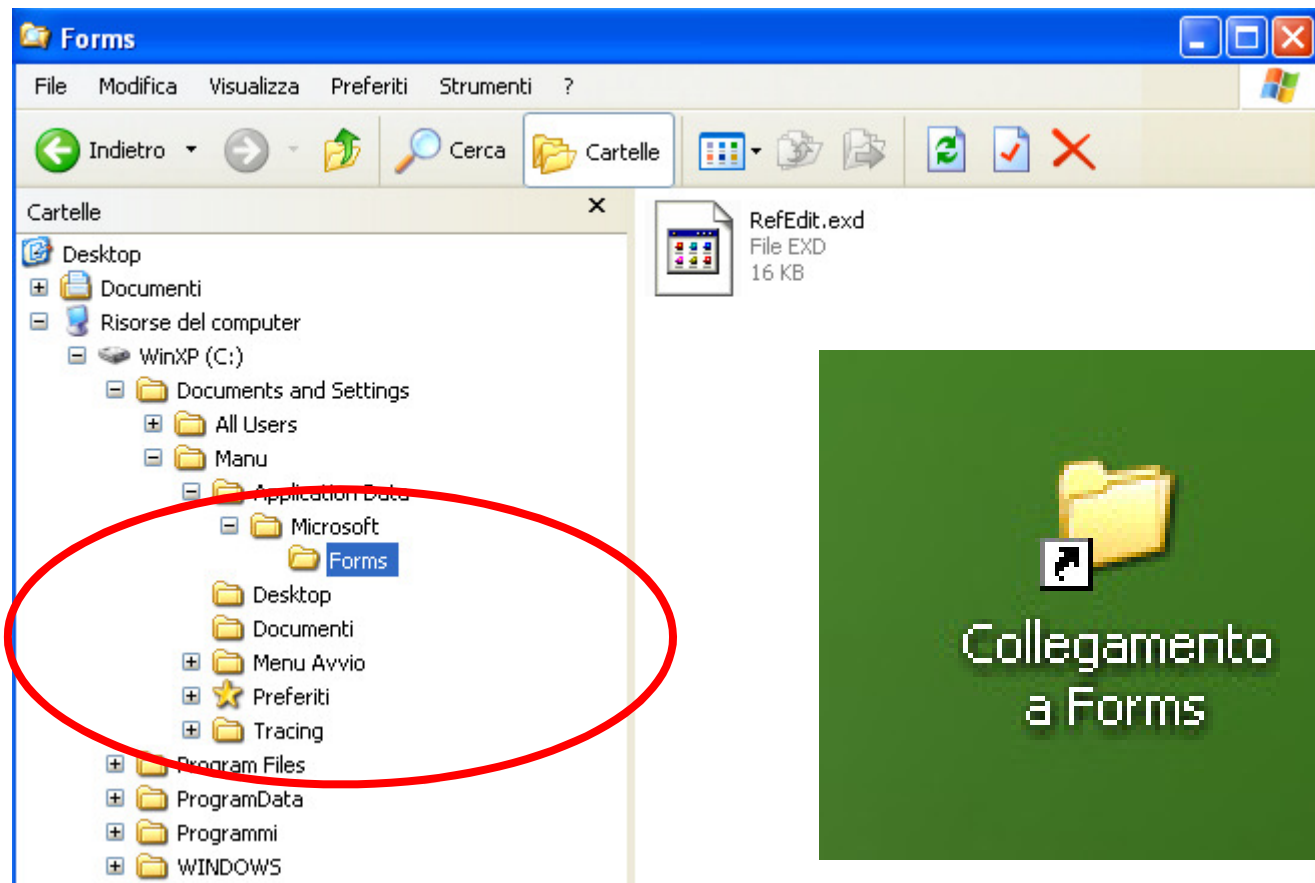 Forms
File Modifica Visualizza Preferiti Strumenti ?
Indietro Cerca Cartelle
Cartelle
RefEdit.exd
File EXD
16 KB
Desktop
Documenti
Risorse del computer
WinXP (C:)
Documents and Settings
All Users
Manu
Application Data
Microsoft
Forms
Desktop
Documenti
Menu Avvio
Preferiti
Tracing
Program Files
ProgramData
Programmi
WINDOWS
Collegamento
a Forms